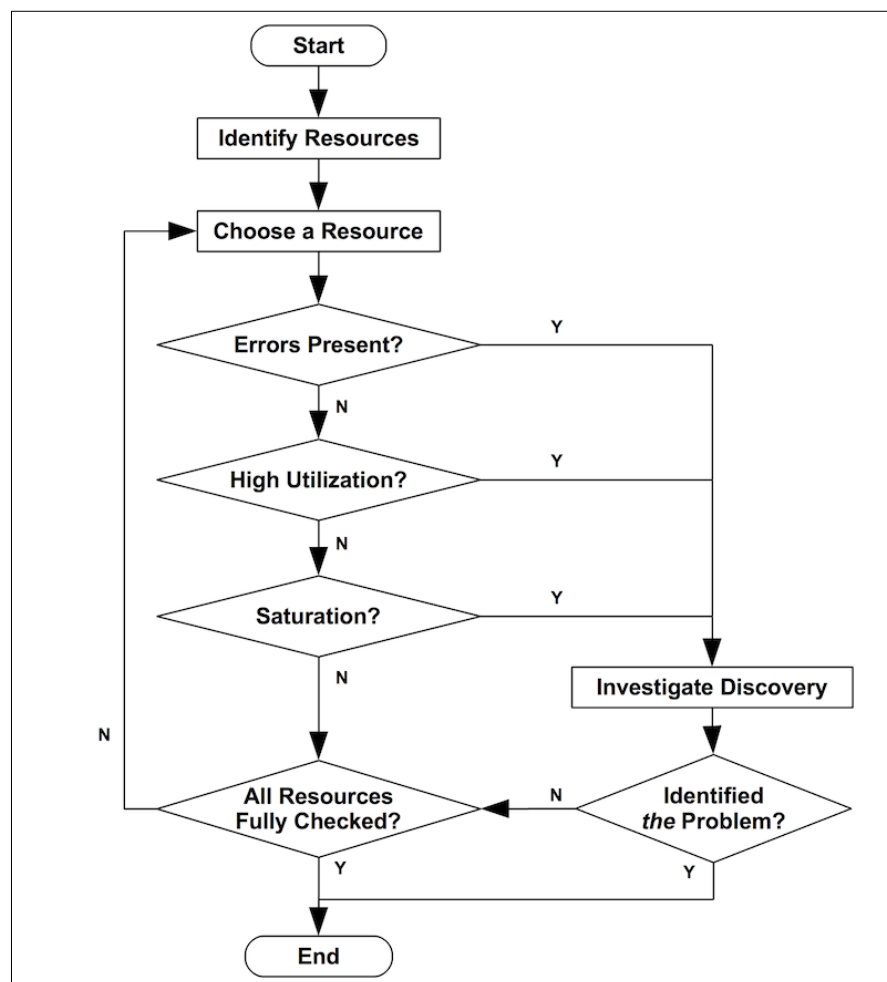 Start
Identify Resources
Choose a Resource
Errors Present?
Y
N
High Utilization?
Y
N
Saturation?
Y
N
Investigate Discovery
N
All Resources
Fully Checked?
N
Identified
the Problem?
Y
Y
End